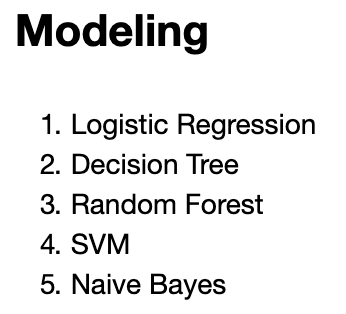 Modeling
1. Logistic Regression
2. Decision Tree
3. Random Forest
4. SVM
5. Naive Bayes